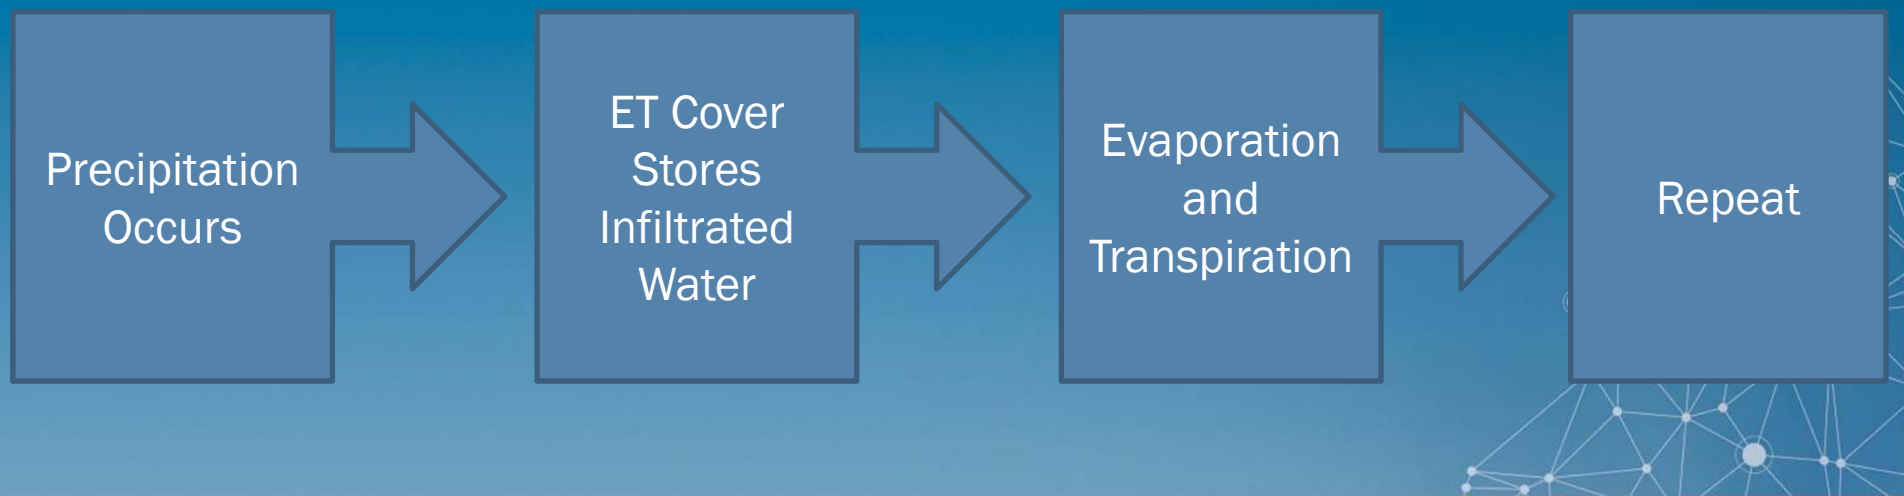 Precipitation
Occurs
ET Cover
Stores
Infiltrated
Water
Evaporation
and
Transpiration
Repeat